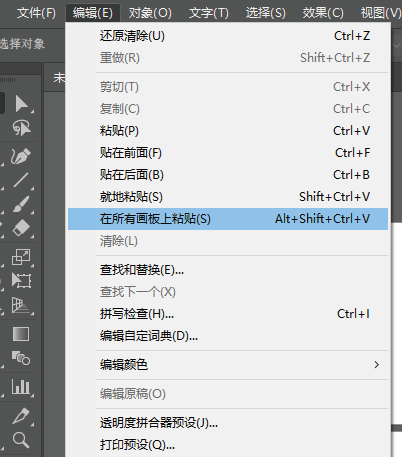 文件(F) 编辑(E) 对象(O) 文字(T) 选择(S) 效果(C) 视图(V)
选择对象
未
还原清除(U) Ctrl+Z
重做(R) Shift+Ctrl+Z
剪切(T) Ctrl+X
复制(C) Ctrl+C
粘贴(P) Ctrl+V
贴在前面(F) Ctrl+F
贴在后面(B) Ctrl+B
就地粘贴(S) Shift+Ctrl+V
在所有画板上粘贴(S) Alt+Shift+Ctrl+V
清除(L)
查找和替换(E)...
查找下一个(X)
拼写检查(H)... Ctrl+I
编辑自定词典(D)...
编辑颜色
编辑原稿(O)
透明度拼合器预设(J)...
打印预设(Q)...